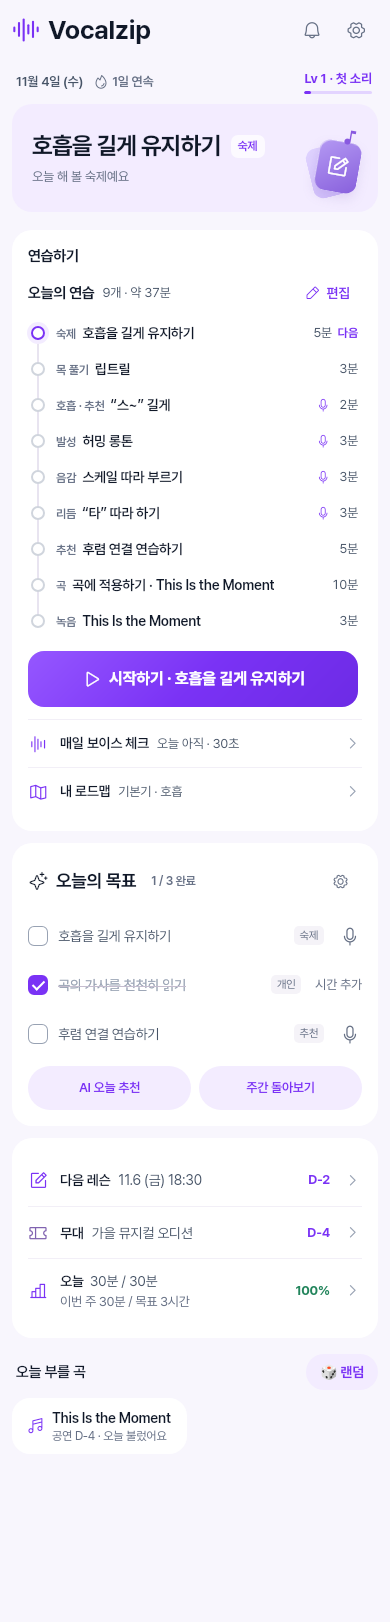 Vocalzip
11월 4일 (수) 1일 연속 Lv 1 · 첫 소리
호흡을 길게 유지하기 숙제
오늘 해 볼 숙제예요
연습하기
오늘의 연습 9개 · 약 37분 편집
숙제 호흡을 길게 유지하기 5분 다음
목 풀기 립트릴 3분
호흡 · 추천 “스~” 길게 2분
발성 허밍 롱톤 3분
음감 스케일 따라 부르기 3분
리듬 “타” 따라 하기 3분
추천 후렴 연결 연습하기 5분
곡 곡에 적용하기 · This Is the Moment 10분
녹음 This Is the Moment 3분
시작하기 · 호흡을 길게 유지하기
매일 보이스 체크 오늘 아직 · 30초
내 로드맵 기본기 · 호흡
오늘의 목표 1 / 3 완료
호흡을 길게 유지하기 숙제
곡의 가사를 천천히 읽기 개인 시간 추가
후렴 연결 연습하기 추천
AI 오늘 추천 주간 돌아보기
다음 레슨 11.6 (금) 18:30 D-2
무대 가을 뮤지컬 오디션 D-4
오늘 30분 / 30분 100%
이번 주 30분 / 목표 3시간
오늘 부를 곡 🎲 랜덤
This Is the Moment
공연 D-4 · 오늘 불렀어요